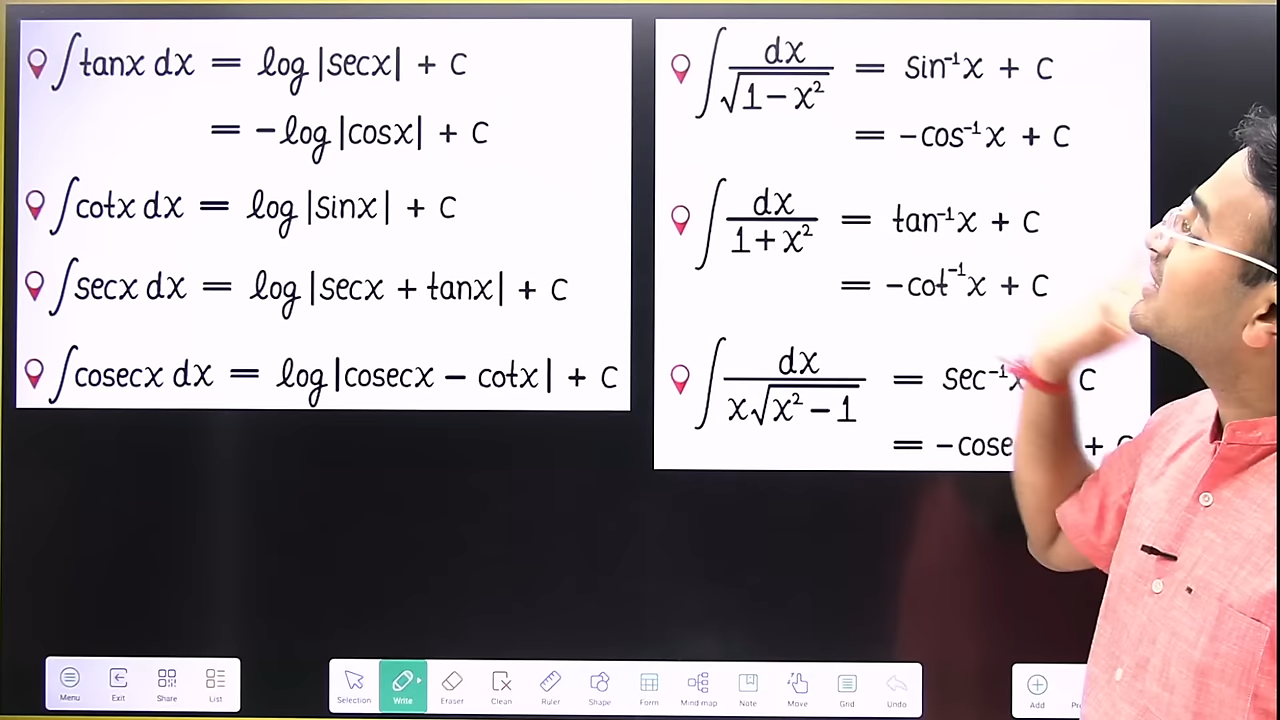 ∫tanx dx = log |secx| + C
= -log |cosx| + C
∫cotx dx = log |sinx| + C
∫secx dx = log |secx + tanx| + C
∫cosecx dx = log |cosecx - cotx| + C
∫ dx/√(1-x²) = sin⁻¹x + C
= -cos⁻¹x + C
∫ dx/(1+x²) = tan⁻¹x + C
= -cot⁻¹x + C
∫ dx/(x√(x²-1)) = sec⁻¹x C
= + C
Menu Exit Share List
Selection Write Eraser Clean Ruler Shape Form Mind map Note Move Grid Undo
Add